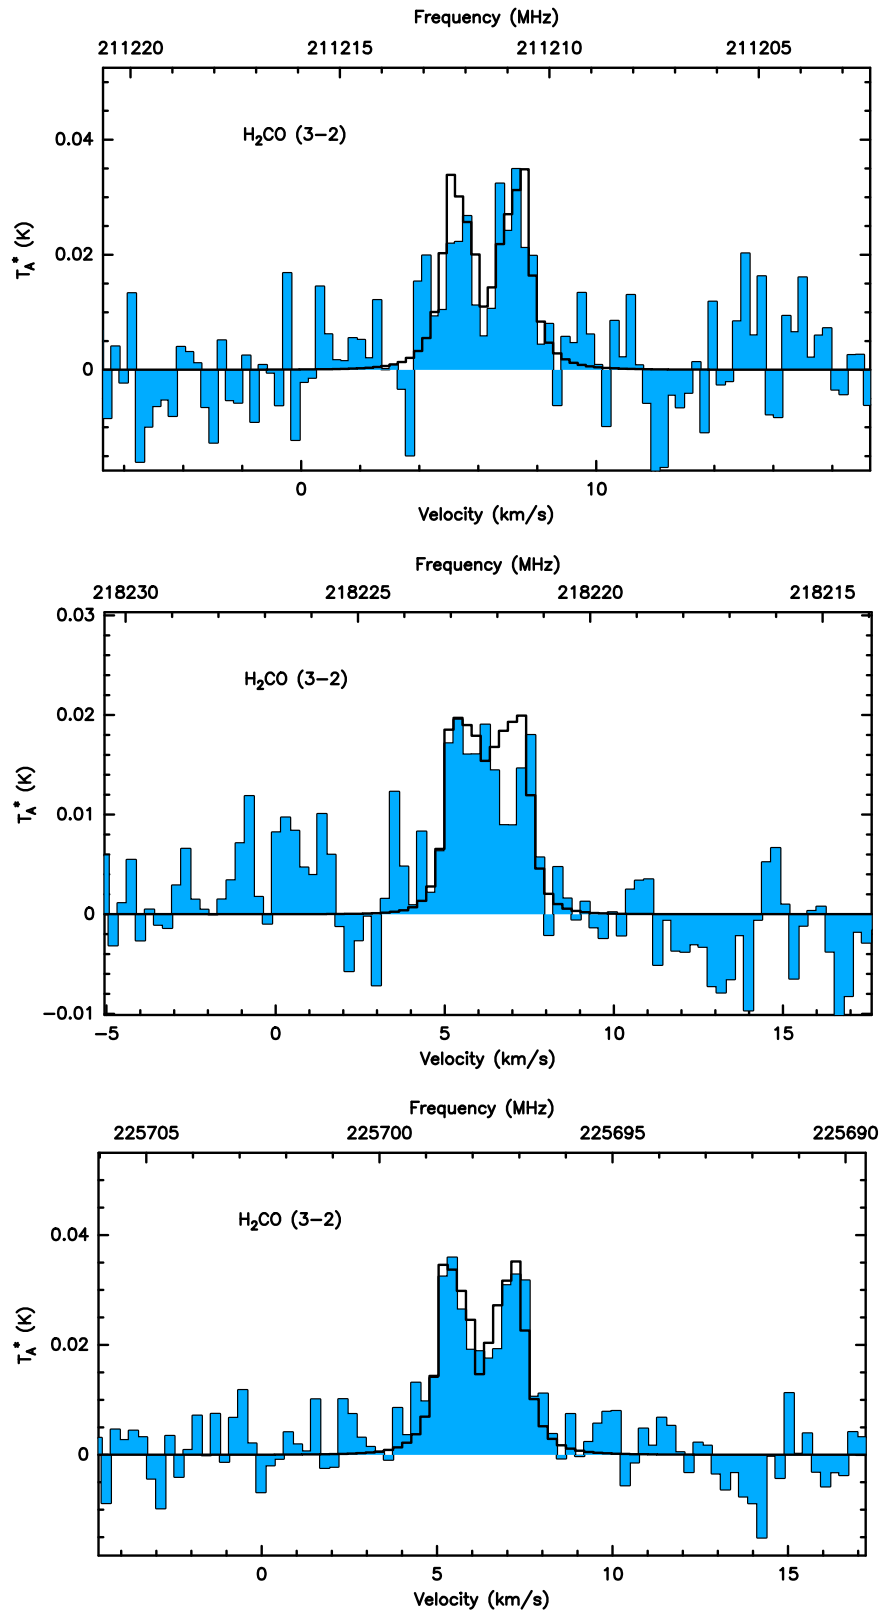 Frequency (MHz)
211220 211215 211210 211205
H₂CO (3−2)
0.04
0.02
0
T_A* (K)
0 10
Velocity (km/s)
Frequency (MHz)
218230 218225 218220 218215
0.03
H₂CO (3−2)
0.02
0.01
0
−0.01
T_A* (K)
−5 0 5 10 15
Velocity (km/s)
Frequency (MHz)
225705 225700 225695 225690
H₂CO (3−2)
0.04
0.02
0
T_A* (K)
0 5 10 15
Velocity (km/s)